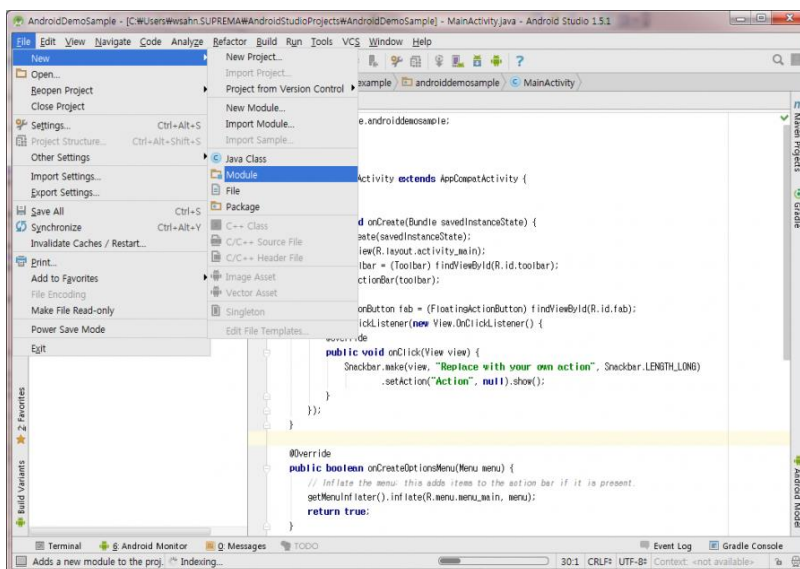 AndroidDemoSample - [C:₩Users₩wsahn.SUPREMA₩AndroidStudioProjects₩AndroidDemoSample] - MainActivity.java - Android Studio 1.5.1
File Edit View Navigate Code Analyze Refactor Build Run Tools VCS Window Help
New
Open...
Reopen Project
Close Project
Settings... Ctrl+Alt+S
Project Structure... Ctrl+Alt+Shift+S
Other Settings
Import Settings...
Export Settings...
Save All Ctrl+S
Synchronize Ctrl+Alt+Y
Invalidate Caches / Restart...
Print...
Add to Favorites
File Encoding
Make File Read-only
Power Save Mode
Exit
New Project...
Import Project...
Project from Version Control
New Module...
Import Module...
Import Sample...
Java Class
Module
File
Package
C++ Class
C/C++ Source File
C/C++ Header File
Image Asset
Vector Asset
Singleton
Edit File Templates...
example androiddemosample MainActivity
e.androiddemosample;
Activity extends AppCompatActivity {
d onCreate(Bundle savedInstanceState) {
eate(savedInstanceState);
iew(R.layout.activity_main);
lbar = (Toolbar) findViewById(R.id.toolbar);
ctionBar(toolbar);
onButton fab = (FloatingActionButton) findViewById(R.id.fab);
ickListener(new View.OnClickListener() {
public void onClick(View view) {
Snackbar.make(view, "Replace with your own action", Snackbar.LENGTH_LONG)
.setAction("Action", null).show();
}
});
}
@Override
public boolean onCreateOptionsMenu(Menu menu) {
// Inflate the menu; this adds items to the action bar if it is present.
getMenuInflater().inflate(R.menu.menu_main, menu);
return true;
}
2: Favorites
Build Variants
Maven Projects
Gradle
Android Model
Terminal 6: Android Monitor 0: Messages TODO Event Log Gradle Console
Adds a new module to the proj. Indexing... 30:1 CRLF÷ UTF-8÷ Context: <not available>